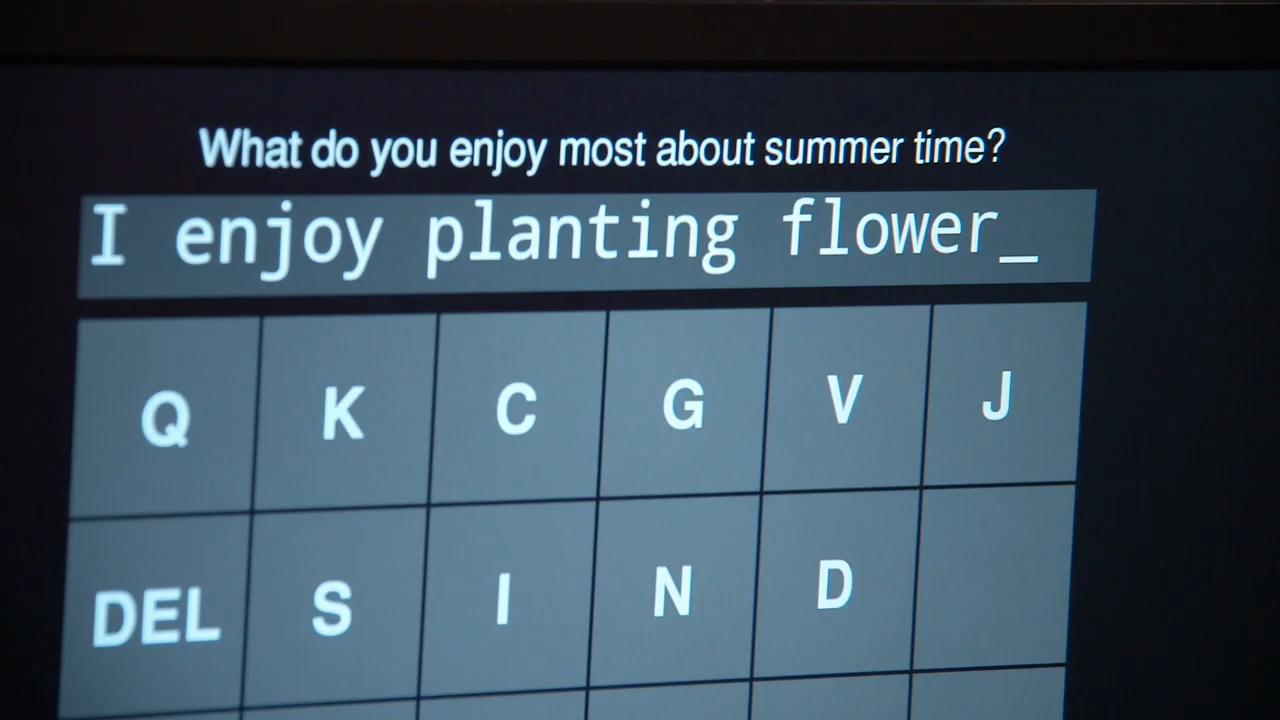 What do you enjoy most about summer time?
I enjoy planting flower_
Q K C G V J
DEL S I N D